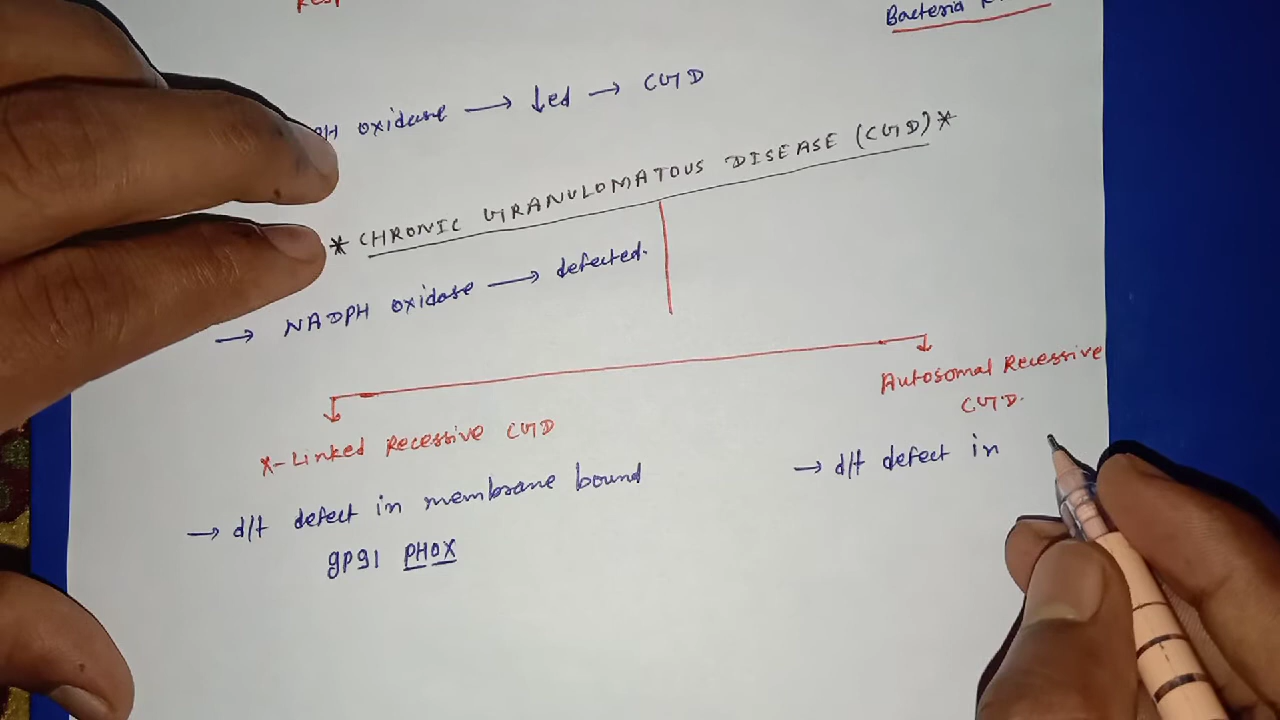 Bacteria
oxidase → ↓ed → CGD
* CHRONIC GRANULOMATOUS DISEASE (CGD) *
→ NADPH oxidase → defected.
X-Linked Recessive CGD
Autosomal Recessive
CGD.
→ d/t defect in membrane bound
gp91 PHOX
→ d/t defect in